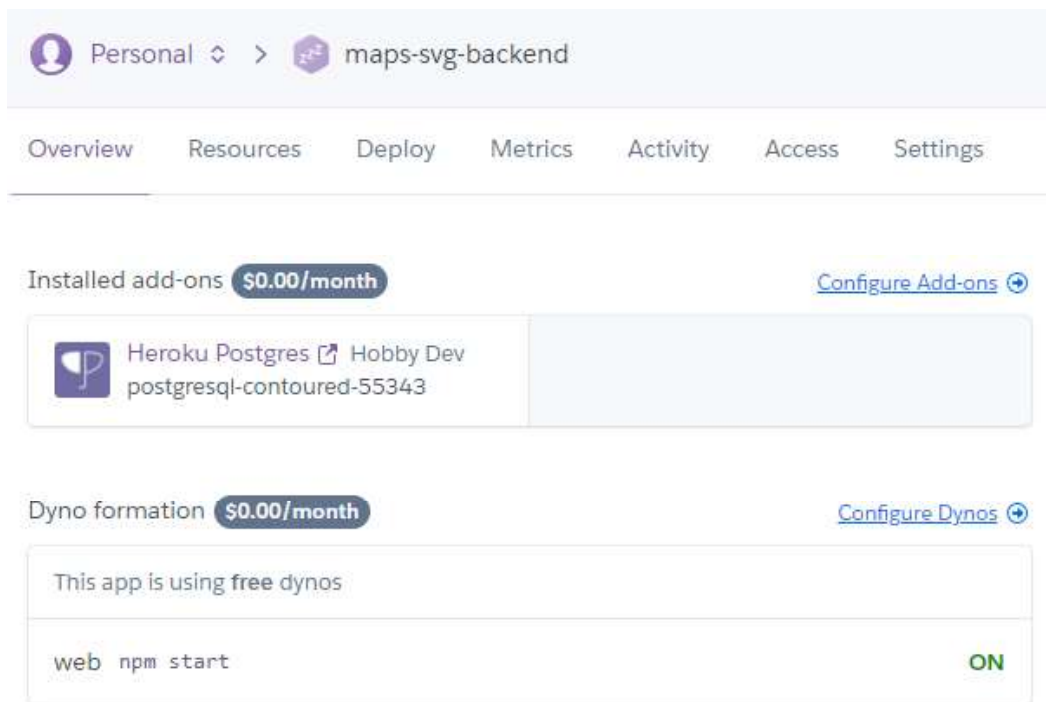 Personal > maps-svg-backend
Overview Resources Deploy Metrics Activity Access Settings
Installed add-ons $0.00/month Configure Add-ons
Heroku Postgres Hobby Dev
postgresql-contoured-55343
Dyno formation $0.00/month Configure Dynos
This app is using free dynos
web npm start ON